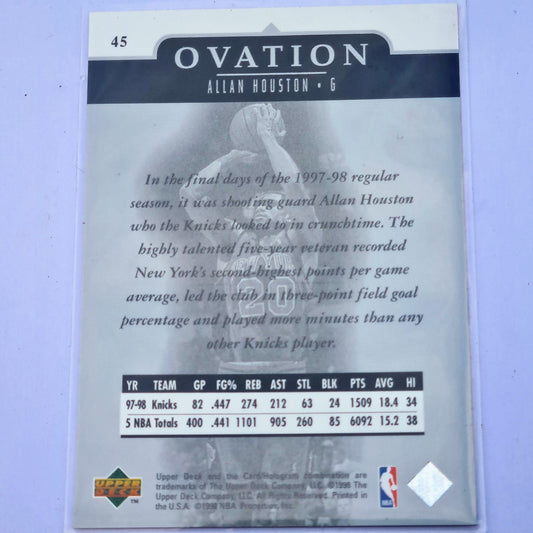 45
OVATION
ALLAN HOUSTON • G
In the final days of the 1997-98 regular
season, it was shooting guard Allan Houston
who the Knicks looked to in crunchtime. The
highly talented five-year veteran recorded
New York's second-highest points per game
average, led the club in three-point field goal
percentage and played more minutes than any
other Knicks player.
YR TEAM GP FG% REB AST STL BLK PTS AVG HI
97-98 Knicks 82 .447 274 212 63 24 1509 18.4 34
5 NBA Totals 400 .441 1101 905 260 85 6092 15.2 38
Upper Deck and the Card/Hologram combination are
trademarks of The Upper Deck Company, LLC. ©1998
The Upper Deck Company, LLC. All Rights Reserved. Printed in
the U.S.A. ©1998 NBA Properties, Inc.
UPPER
DECK
TM
NBA
20